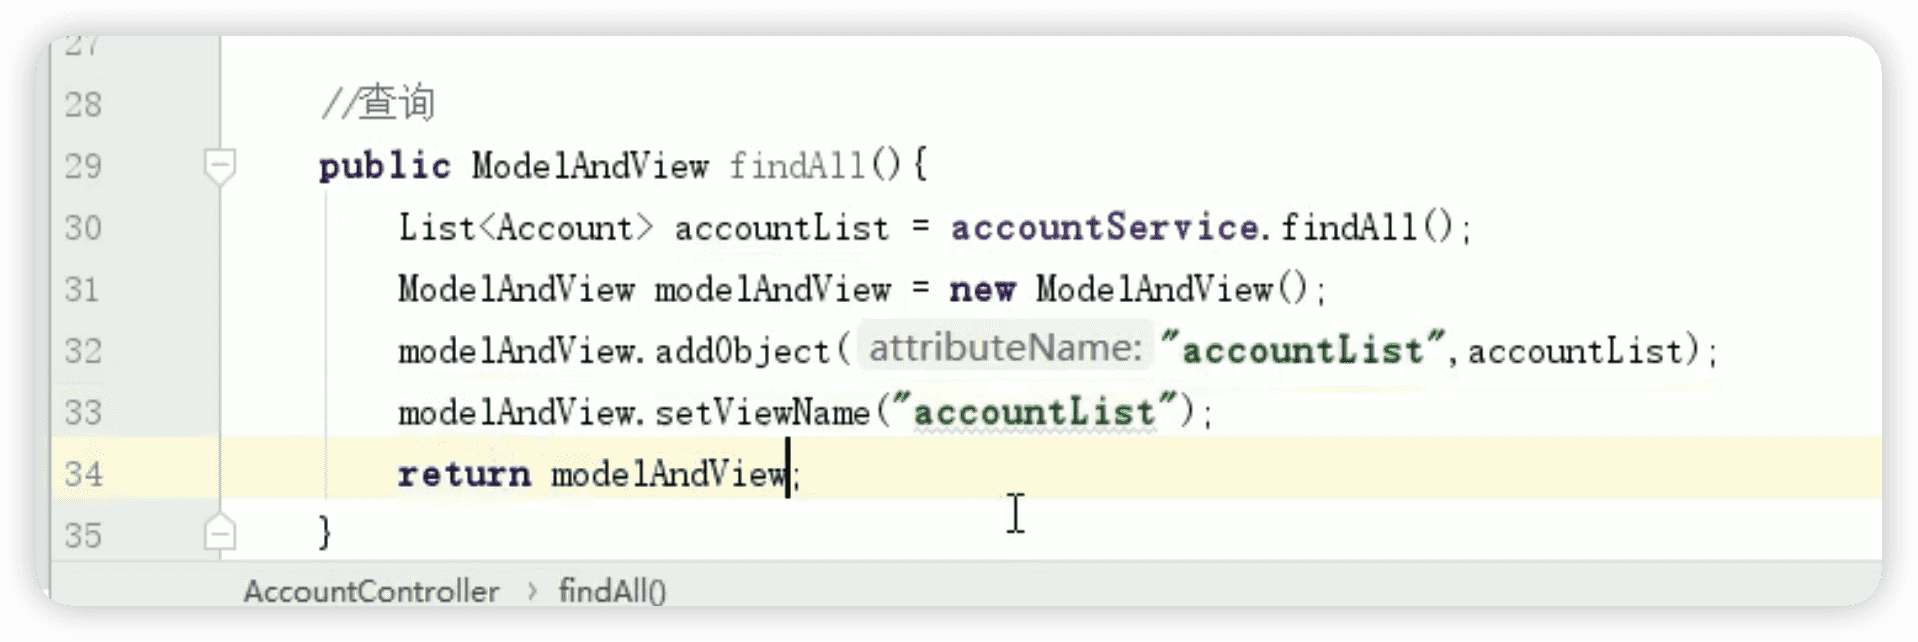 27
28 //查询
29 public ModelAndView findAll(){
30 List<Account> accountList = accountService.findAll();
31 ModelAndView modelAndView = new ModelAndView();
32 modelAndView.addObject( attributeName: "accountList",accountList);
33 modelAndView.setViewName("accountList");
34 return modelAndView;
35 }
AccountController › findAll()